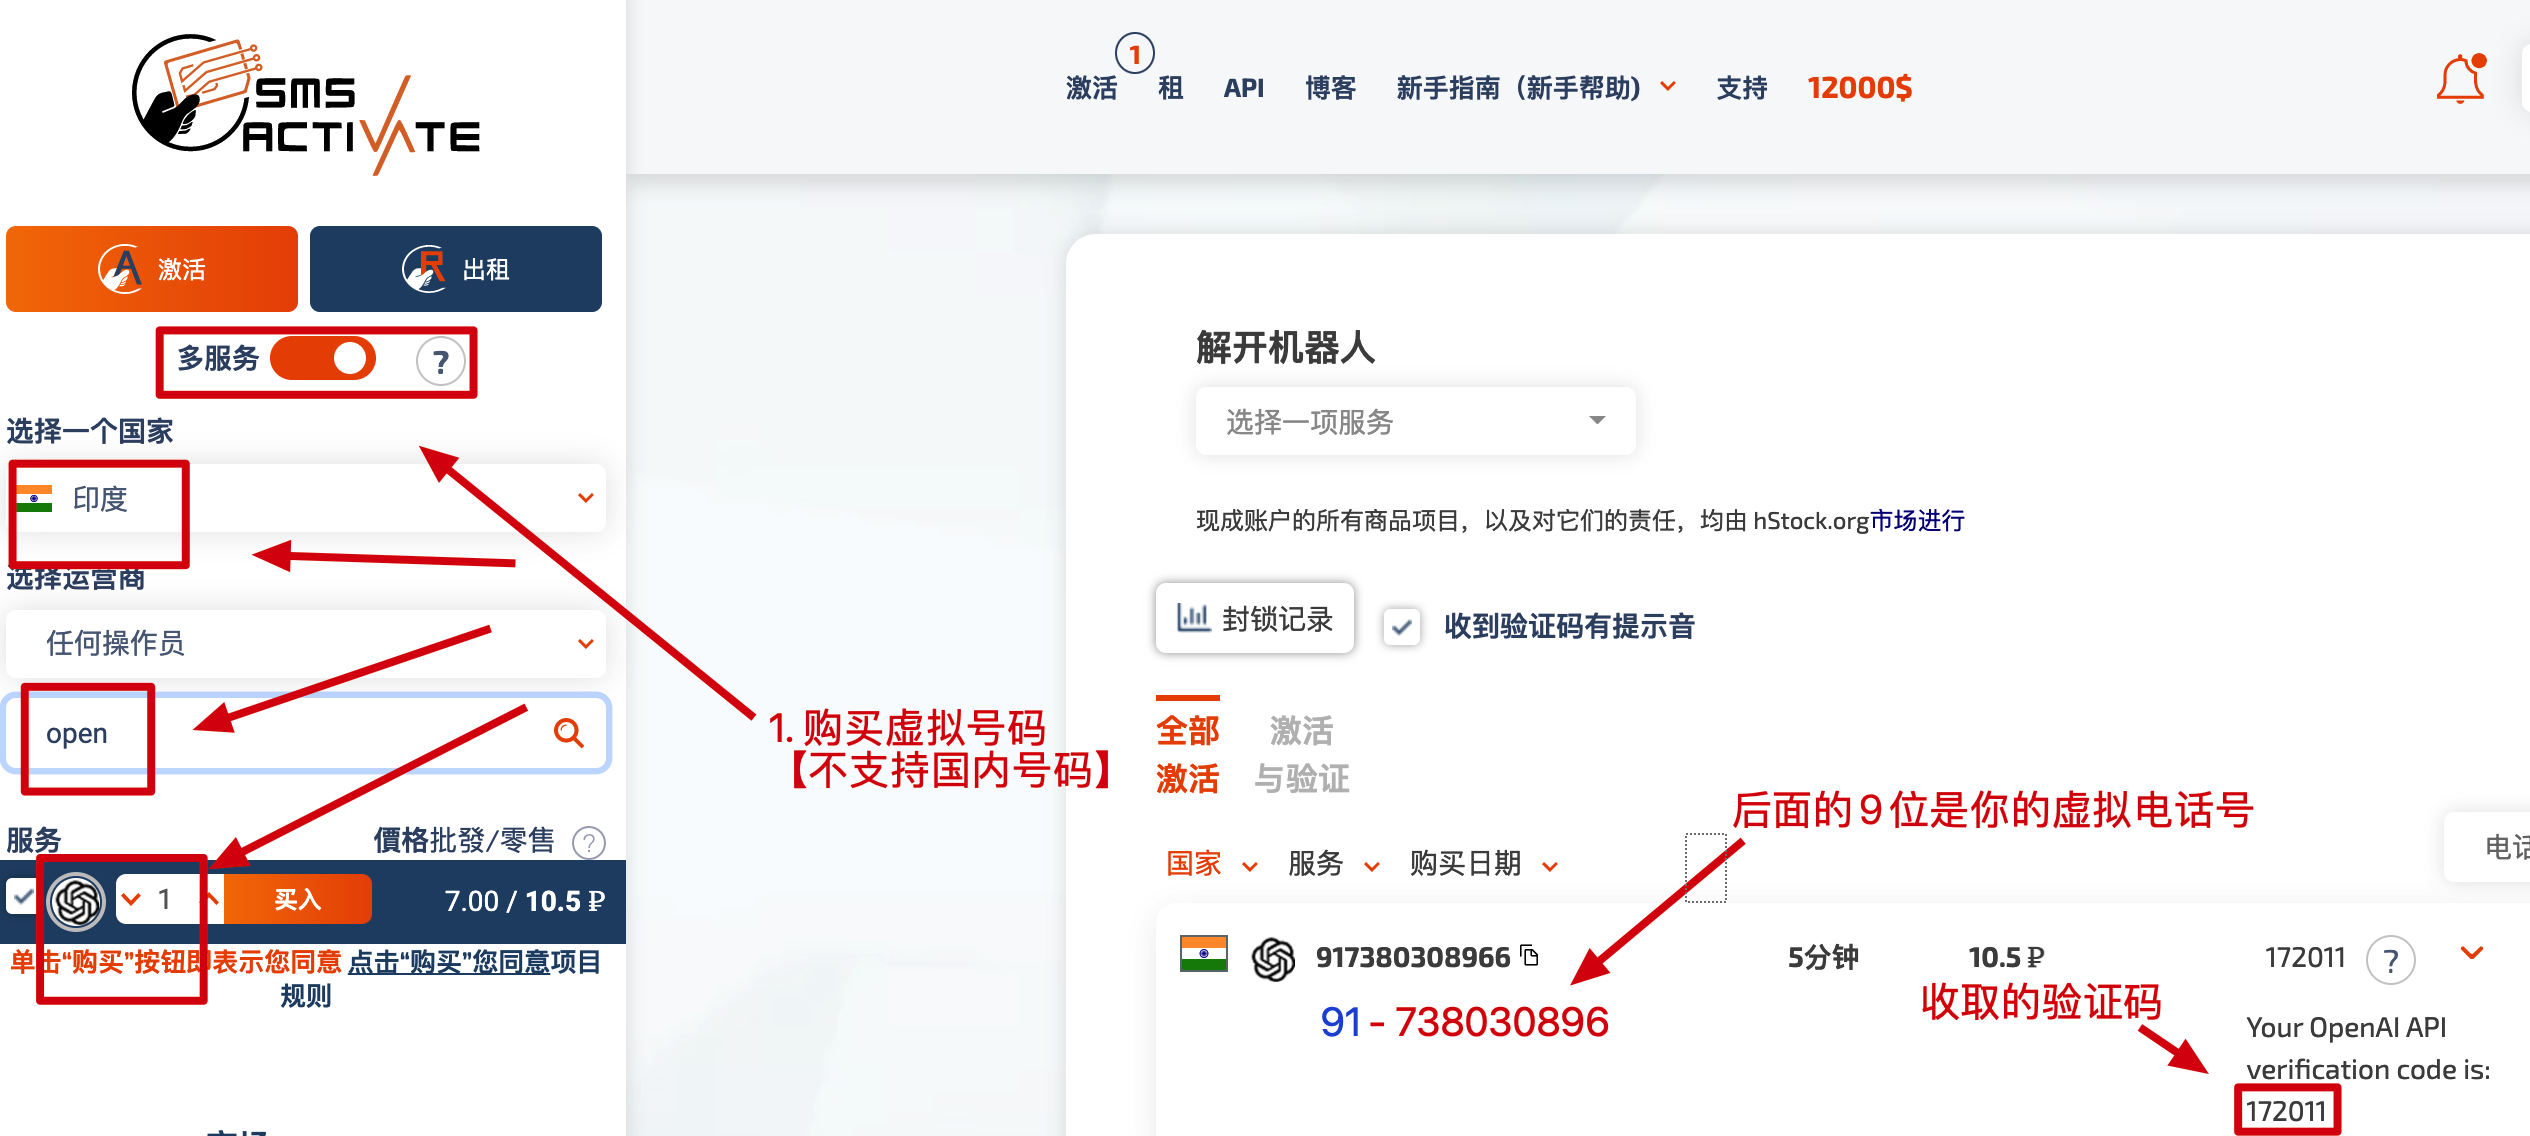 SMS
ACTIVATE
激活
1
租
API
博客
新手指南（新手帮助）
支持
12000$
激活
出租
多服务
?
选择一个国家
印度
选择运营商
任何操作员
open
服务
價格批發/零售 ?
1
买入
7.00 / 10.5 ₽
单击“购买”按钮即表示您同意 点击“购买”您同意项目
规则
1. 购买虚拟号码
【不支持国内号码】
解开机器人
选择一项服务
现成账户的所有商品项目，以及对它们的责任，均由 hStock.org市场进行
封锁记录
收到验证码有提示音
全部
激活
激活
与验证
后面的9位是你的虚拟电话号
国家
服务
购买日期
电话
917380308966
5分钟
10.5 ₽
172011
?
91 - 738030896
收取的验证码
Your OpenAI API
verification code is:
172011